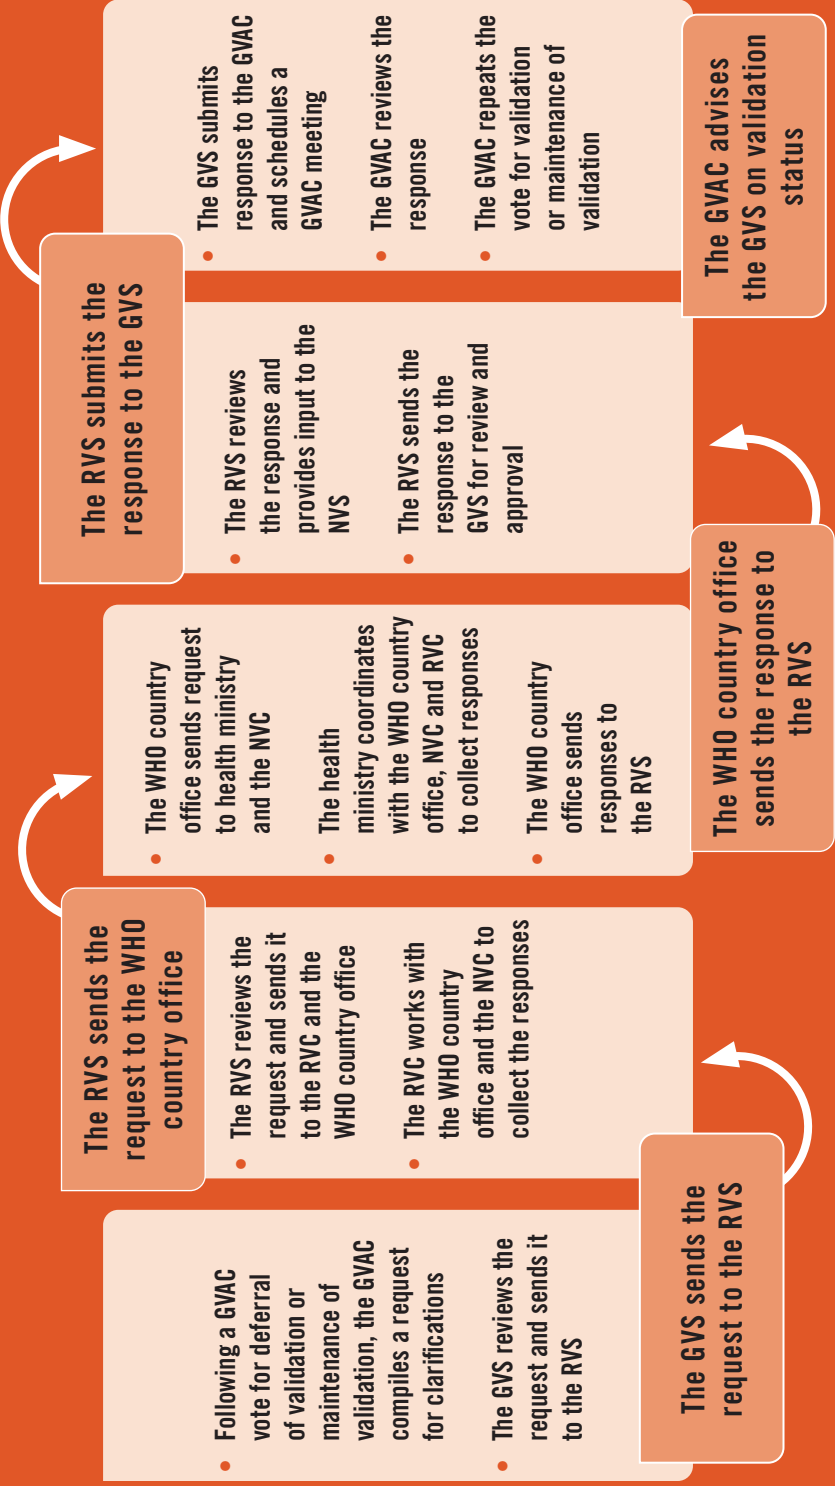 Following a GVAC
vote for deferral
of validation or
maintenance of
validation, the GVAC
compiles a request
for clarifications
The GVS reviews the
request and sends it
to the RVS
The GVS sends the
request to the RVS
The RVS sends the
request to the WHO
country office
The RVS reviews the
request and sends it
to the RVC and the
WHO country office
The RVC works with
the WHO country
office and the NVC to
collect the responses
The WHO country
office sends request
to health ministry
and the NVC
The health
ministry coordinates
with the WHO country
office, NVC and RVC
to collect responses
The WHO country
office sends
responses to
the RVS
The WHO country office
sends the response to
the RVS
The RVS submits the
response to the GVS
The RVS reviews
the response and
provides input to the
NVS
The RVS sends the
response to the
GVS for review and
approval
The GVS submits
response to the GVAC
and schedules a
GVAC meeting
The GVAC reviews the
response
The GVAC repeats the
vote for validation
or maintenance of
validation
The GVAC advises
the GVS on validation
status